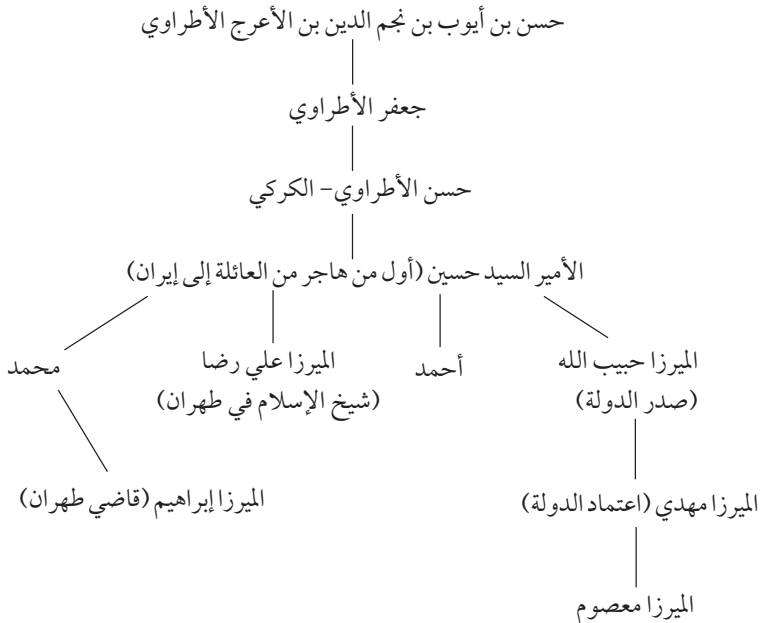 حسن بن أيوب بن نجم الدين بن الأعرج الأطراوي
جعفر الأطراوي
حسن الأطراوي – الكركي
الأمير السيد حسين (أول من هاجر من العائلة إلى إيران)
الميرزا حبيب الله
(صدر الدولة)
أحمد
الميرزا علي رضا
(شيخ الإسلام في طهران)
محمد
الميرزا مهدي (اعتماد الدولة)
الميرزا إبراهيم (قاضي طهران)
الميرزا معصوم